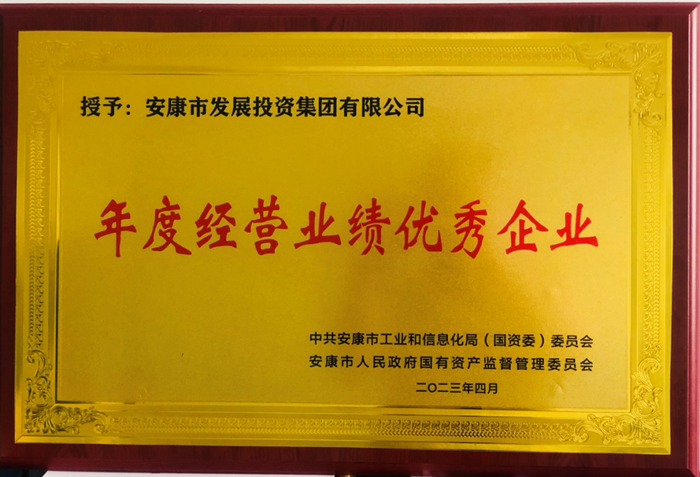 授予：安康市发展投资集团有限公司
年度经营业绩优秀企业
中共安康市工业和信息化局（国资委）委员会
安康市人民政府国有资产监督管理委员会
二〇二三年四月